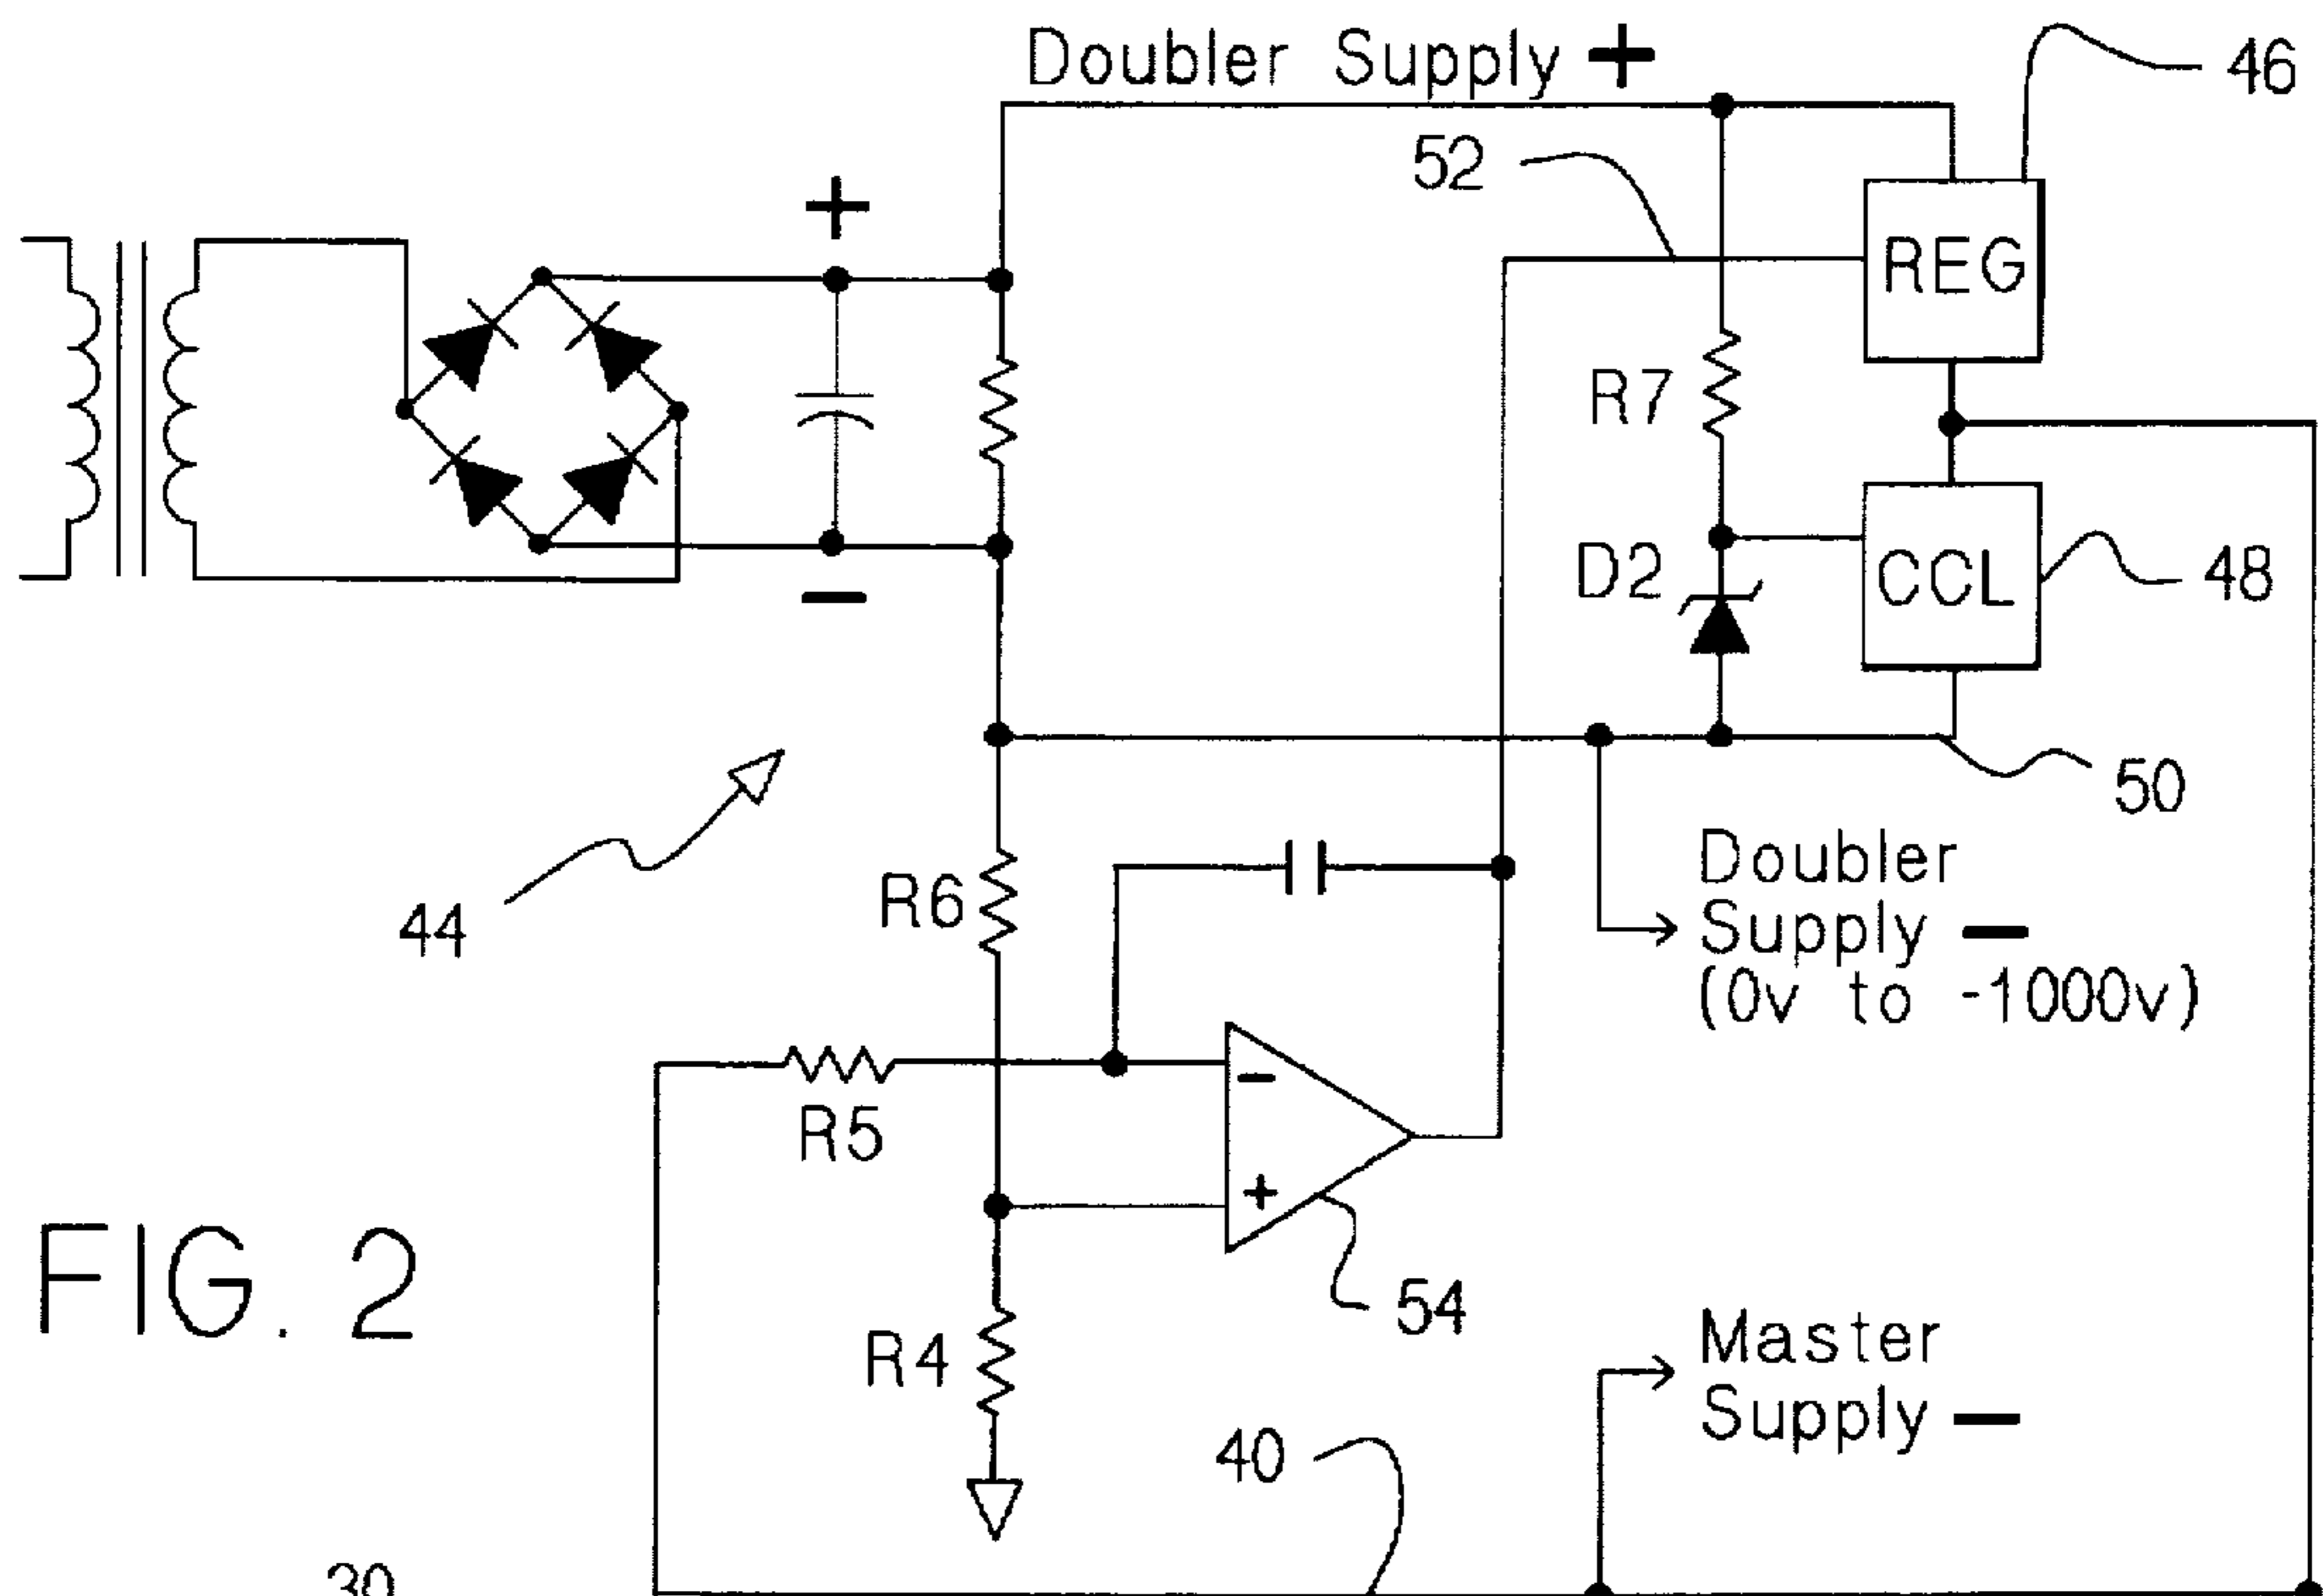 Doubler Supply +
46
52
+
REG
R7
D2
CCL
48
−
50
Doubler
Supply −
(0v to -1000v)
R6
44
−
R5
+
54
FIG. 2
R4
Master
Supply −
40
30